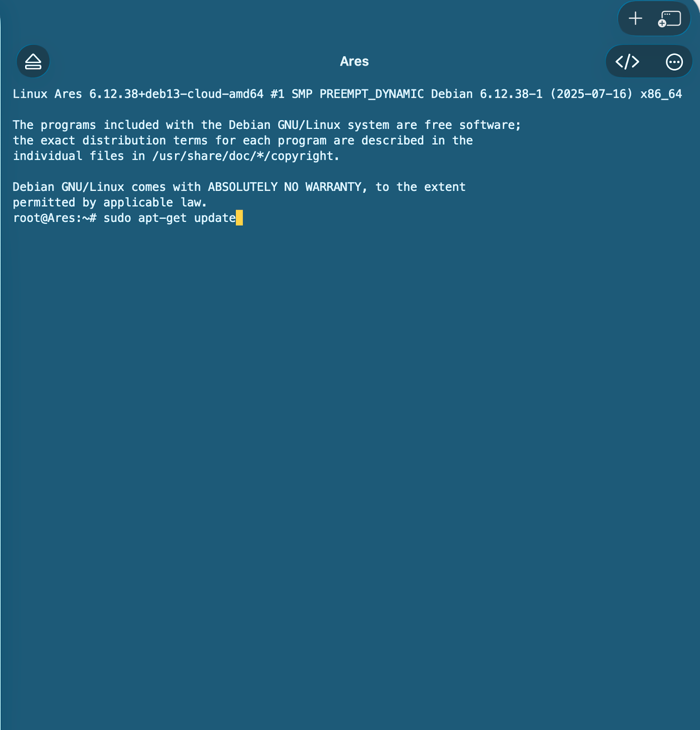 Ares
Linux Ares 6.12.38+deb13-cloud-amd64 #1 SMP PREEMPT_DYNAMIC Debian 6.12.38-1 (2025-07-16) x86_64
The programs included with the Debian GNU/Linux system are free software;
the exact distribution terms for each program are described in the
individual files in /usr/share/doc/*/copyright.
Debian GNU/Linux comes with ABSOLUTELY NO WARRANTY, to the extent
permitted by applicable law.
root@Ares:~# sudo apt-get update